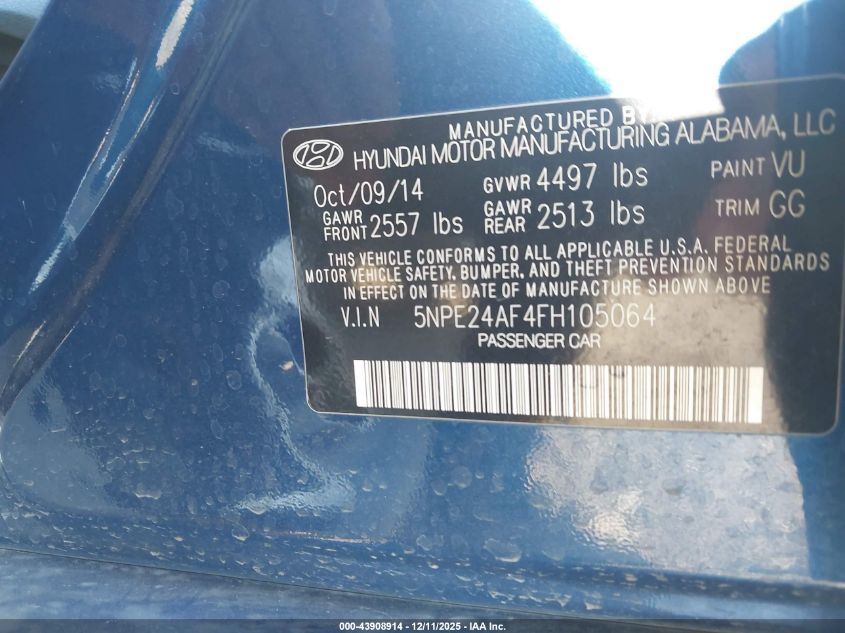 MANUFACTURED BY
HYUNDAI MOTOR MANUFACTURING ALABAMA, LLC
Oct/09/14 GVWR 4497 lbs PAINT VU
GAWR FRONT 2557 lbs GAWR REAR 2513 lbs TRIM GG
THIS VEHICLE CONFORMS TO ALL APPLICABLE U.S.A. FEDERAL
MOTOR VEHICLE SAFETY, BUMPER, AND THEFT PREVENTION STANDARDS
IN EFFECT ON THE DATE OF MANUFACTURE SHOWN ABOVE
V.I.N 5NPE24AF4FH105064
PASSENGER CAR
000-43908914 - 12/11/2025 - IAA Inc.